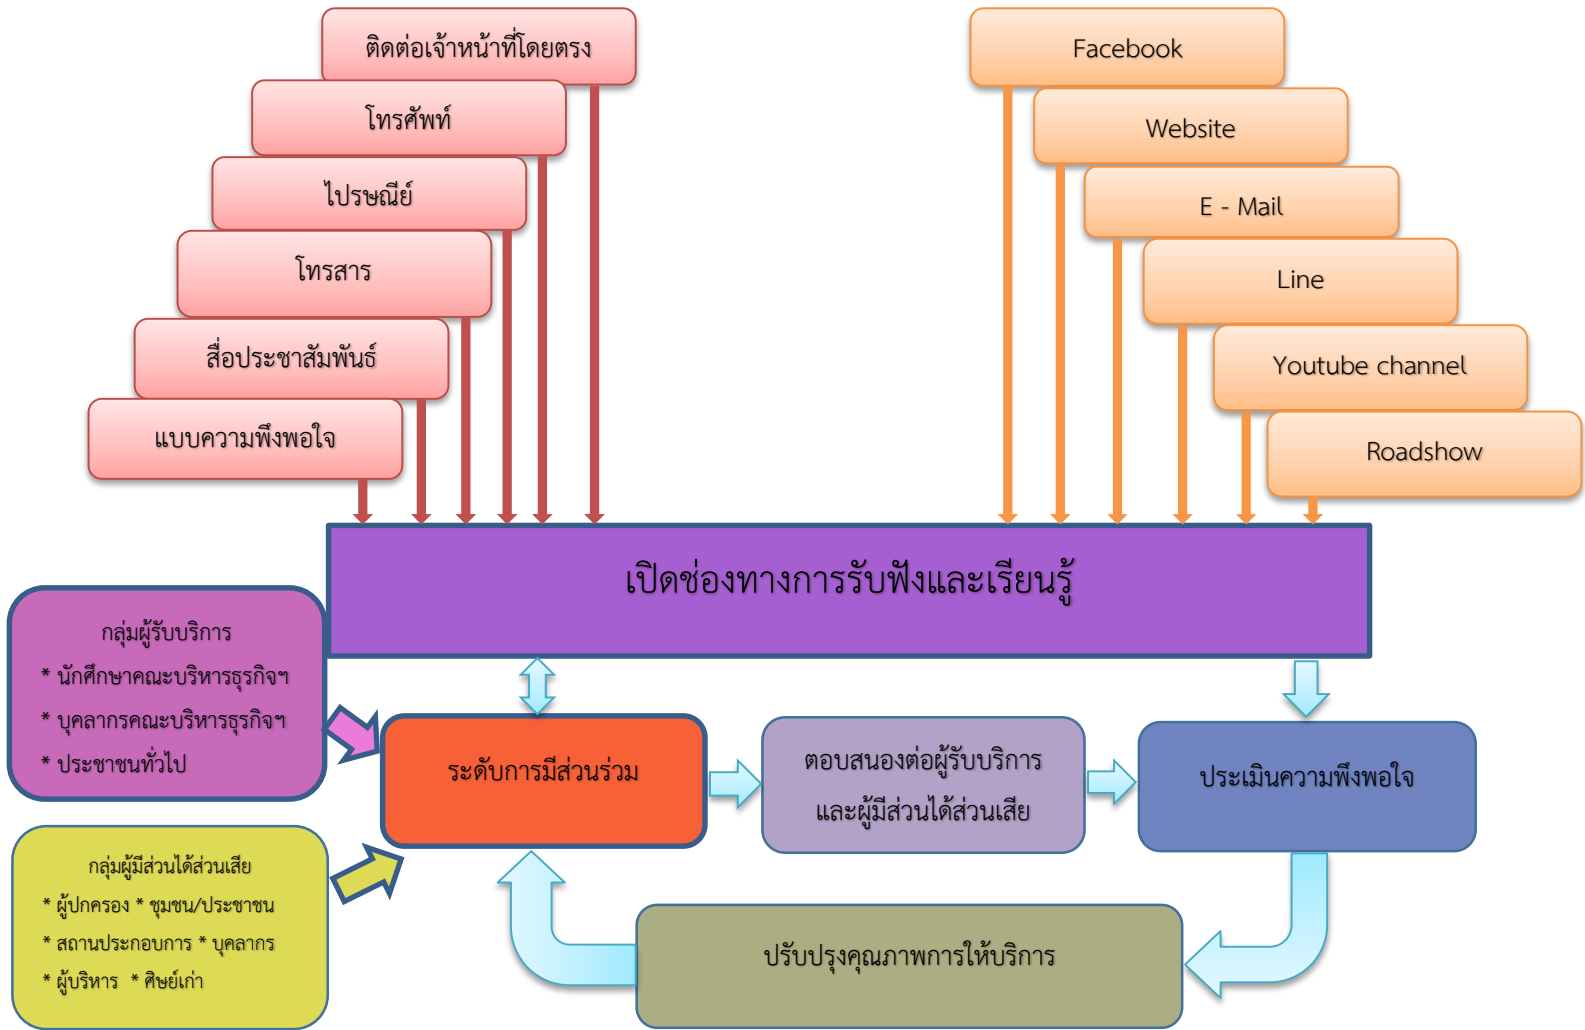 ติดต่อเจ้าหน้าที่โดยตรง
โทรศัพท์
ไปรษณีย์
โทรสาร
สื่อประชาสัมพันธ์
แบบความพึงพอใจ
Facebook
Website
E - Mail
Line
Youtube channel
Roadshow
เปิดช่องทางการรับฟังและเรียนรู้
กลุ่มผู้รับบริการ
* นักศึกษาคณะบริหารธุรกิจฯ
* บุคลากรคณะบริหารธุรกิจฯ
* ประชาชนทั่วไป
กลุ่มผู้มีส่วนได้ส่วนเสีย
* ผู้ปกครอง * ชุมชน/ประชาชน
* สถานประกอบการ * บุคลากร
* ผู้บริหาร * ศิษย์เก่า
ระดับการมีส่วนร่วม
ตอบสนองต่อผู้รับบริการ
และผู้มีส่วนได้ส่วนเสีย
ประเมินความพึงพอใจ
ปรับปรุงคุณภาพการให้บริการ